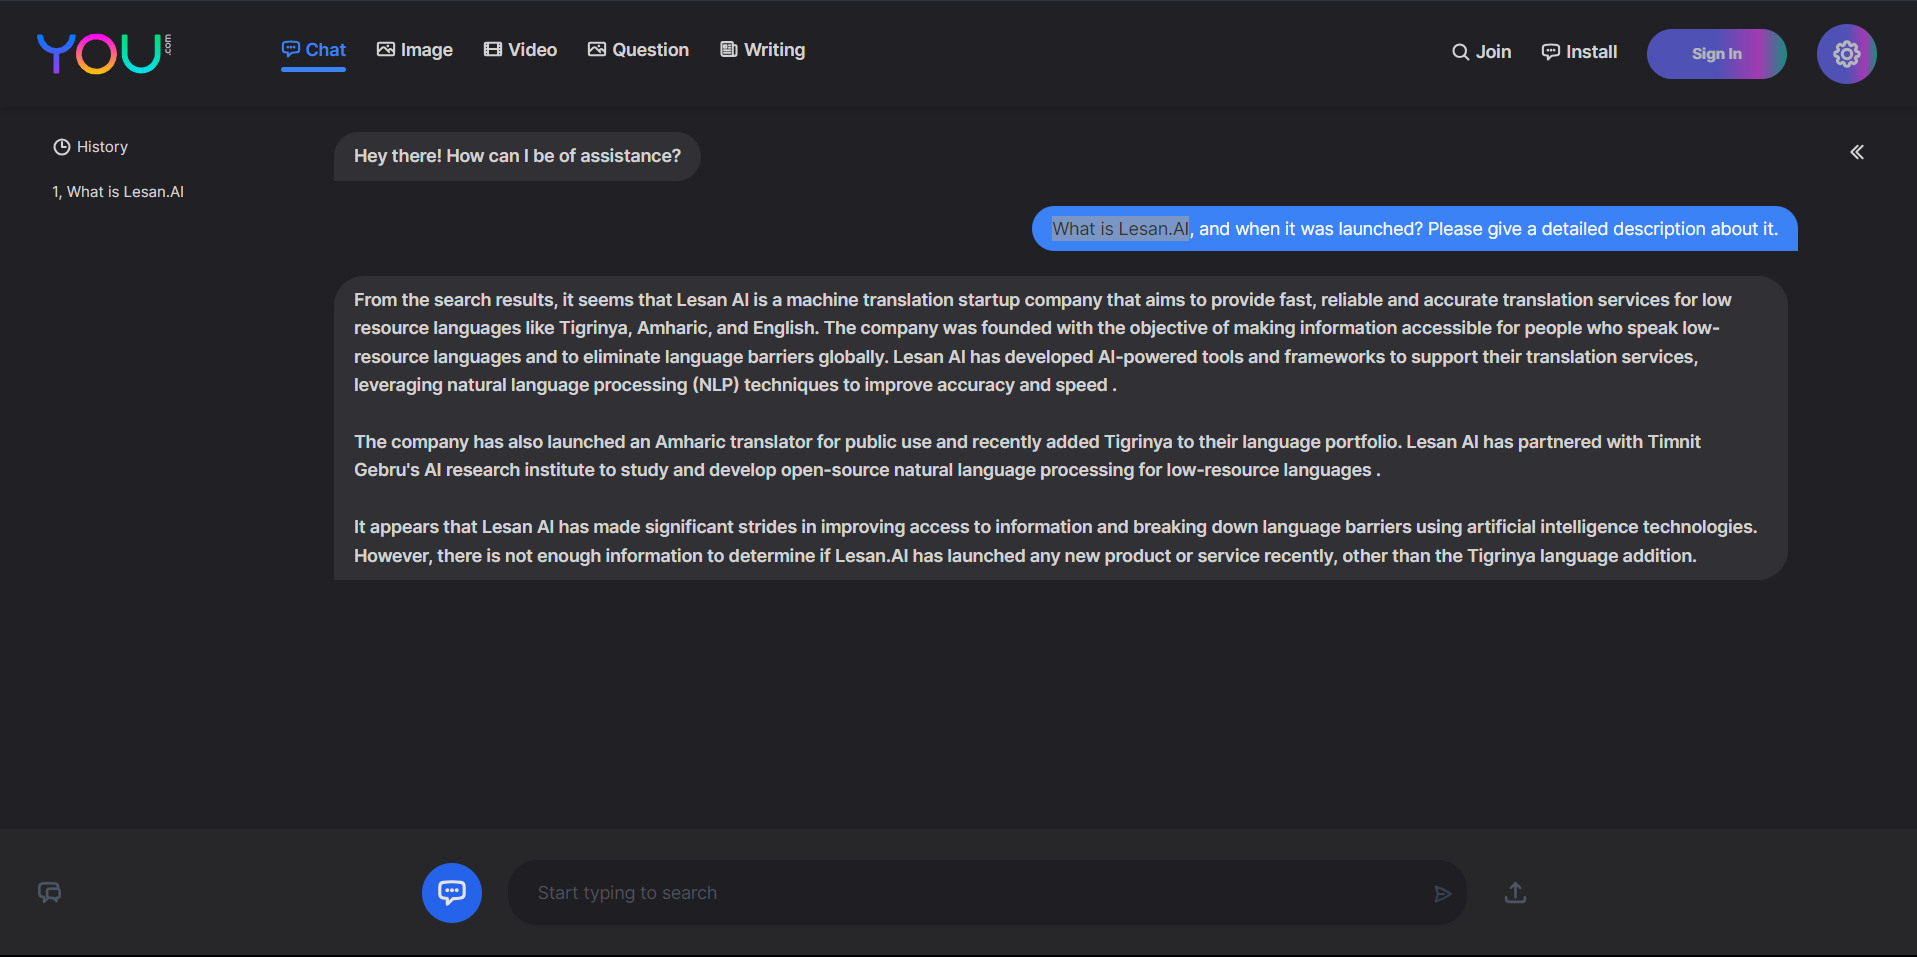 YOU .com
Chat
Image
Video
Question
Writing
Join
Install
Sign In
History
1, What is Lesan.AI
Hey there! How can I be of assistance?
What is Lesan.AI, and when it was launched? Please give a detailed description about it.
From the search results, it seems that Lesan AI is a machine translation startup company that aims to provide fast, reliable and accurate translation services for low
resource languages like Tigrinya, Amharic, and English. The company was founded with the objective of making information accessible for people who speak low-
resource languages and to eliminate language barriers globally. Lesan AI has developed AI-powered tools and frameworks to support their translation services,
leveraging natural language processing (NLP) techniques to improve accuracy and speed .
The company has also launched an Amharic translator for public use and recently added Tigrinya to their language portfolio. Lesan AI has partnered with Timnit
Gebru's AI research institute to study and develop open-source natural language processing for low-resource languages .
It appears that Lesan AI has made significant strides in improving access to information and breaking down language barriers using artificial intelligence technologies.
However, there is not enough information to determine if Lesan.AI has launched any new product or service recently, other than the Tigrinya language addition.
Start typing to search